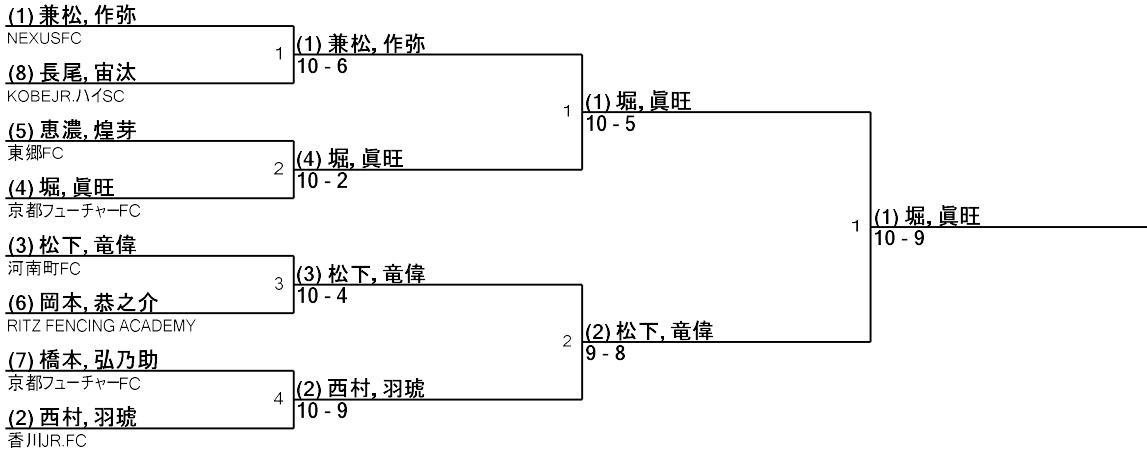 (1) 兼松, 作弥
NEXUSFC
(8) 長尾, 宙汰
KOBEJR.ハイSC
(5) 恵濃, 煌芽
東郷FC
(4) 堀, 眞旺
京都フューチャーFC
(3) 松下, 竜偉
河南町FC
(6) 岡本, 恭之介
RITZ FENCING ACADEMY
(7) 橋本, 弘乃助
京都フューチャーFC
(2) 西村, 羽琥
香川JR.FC
1
(1) 兼松, 作弥
10 - 6
2
(4) 堀, 眞旺
10 - 2
3
(3) 松下, 竜偉
10 - 4
4
(2) 西村, 羽琥
10 - 9
1
(1) 堀, 眞旺
10 - 5
2
(2) 松下, 竜偉
9 - 8
1
(1) 堀, 眞旺
10 - 9